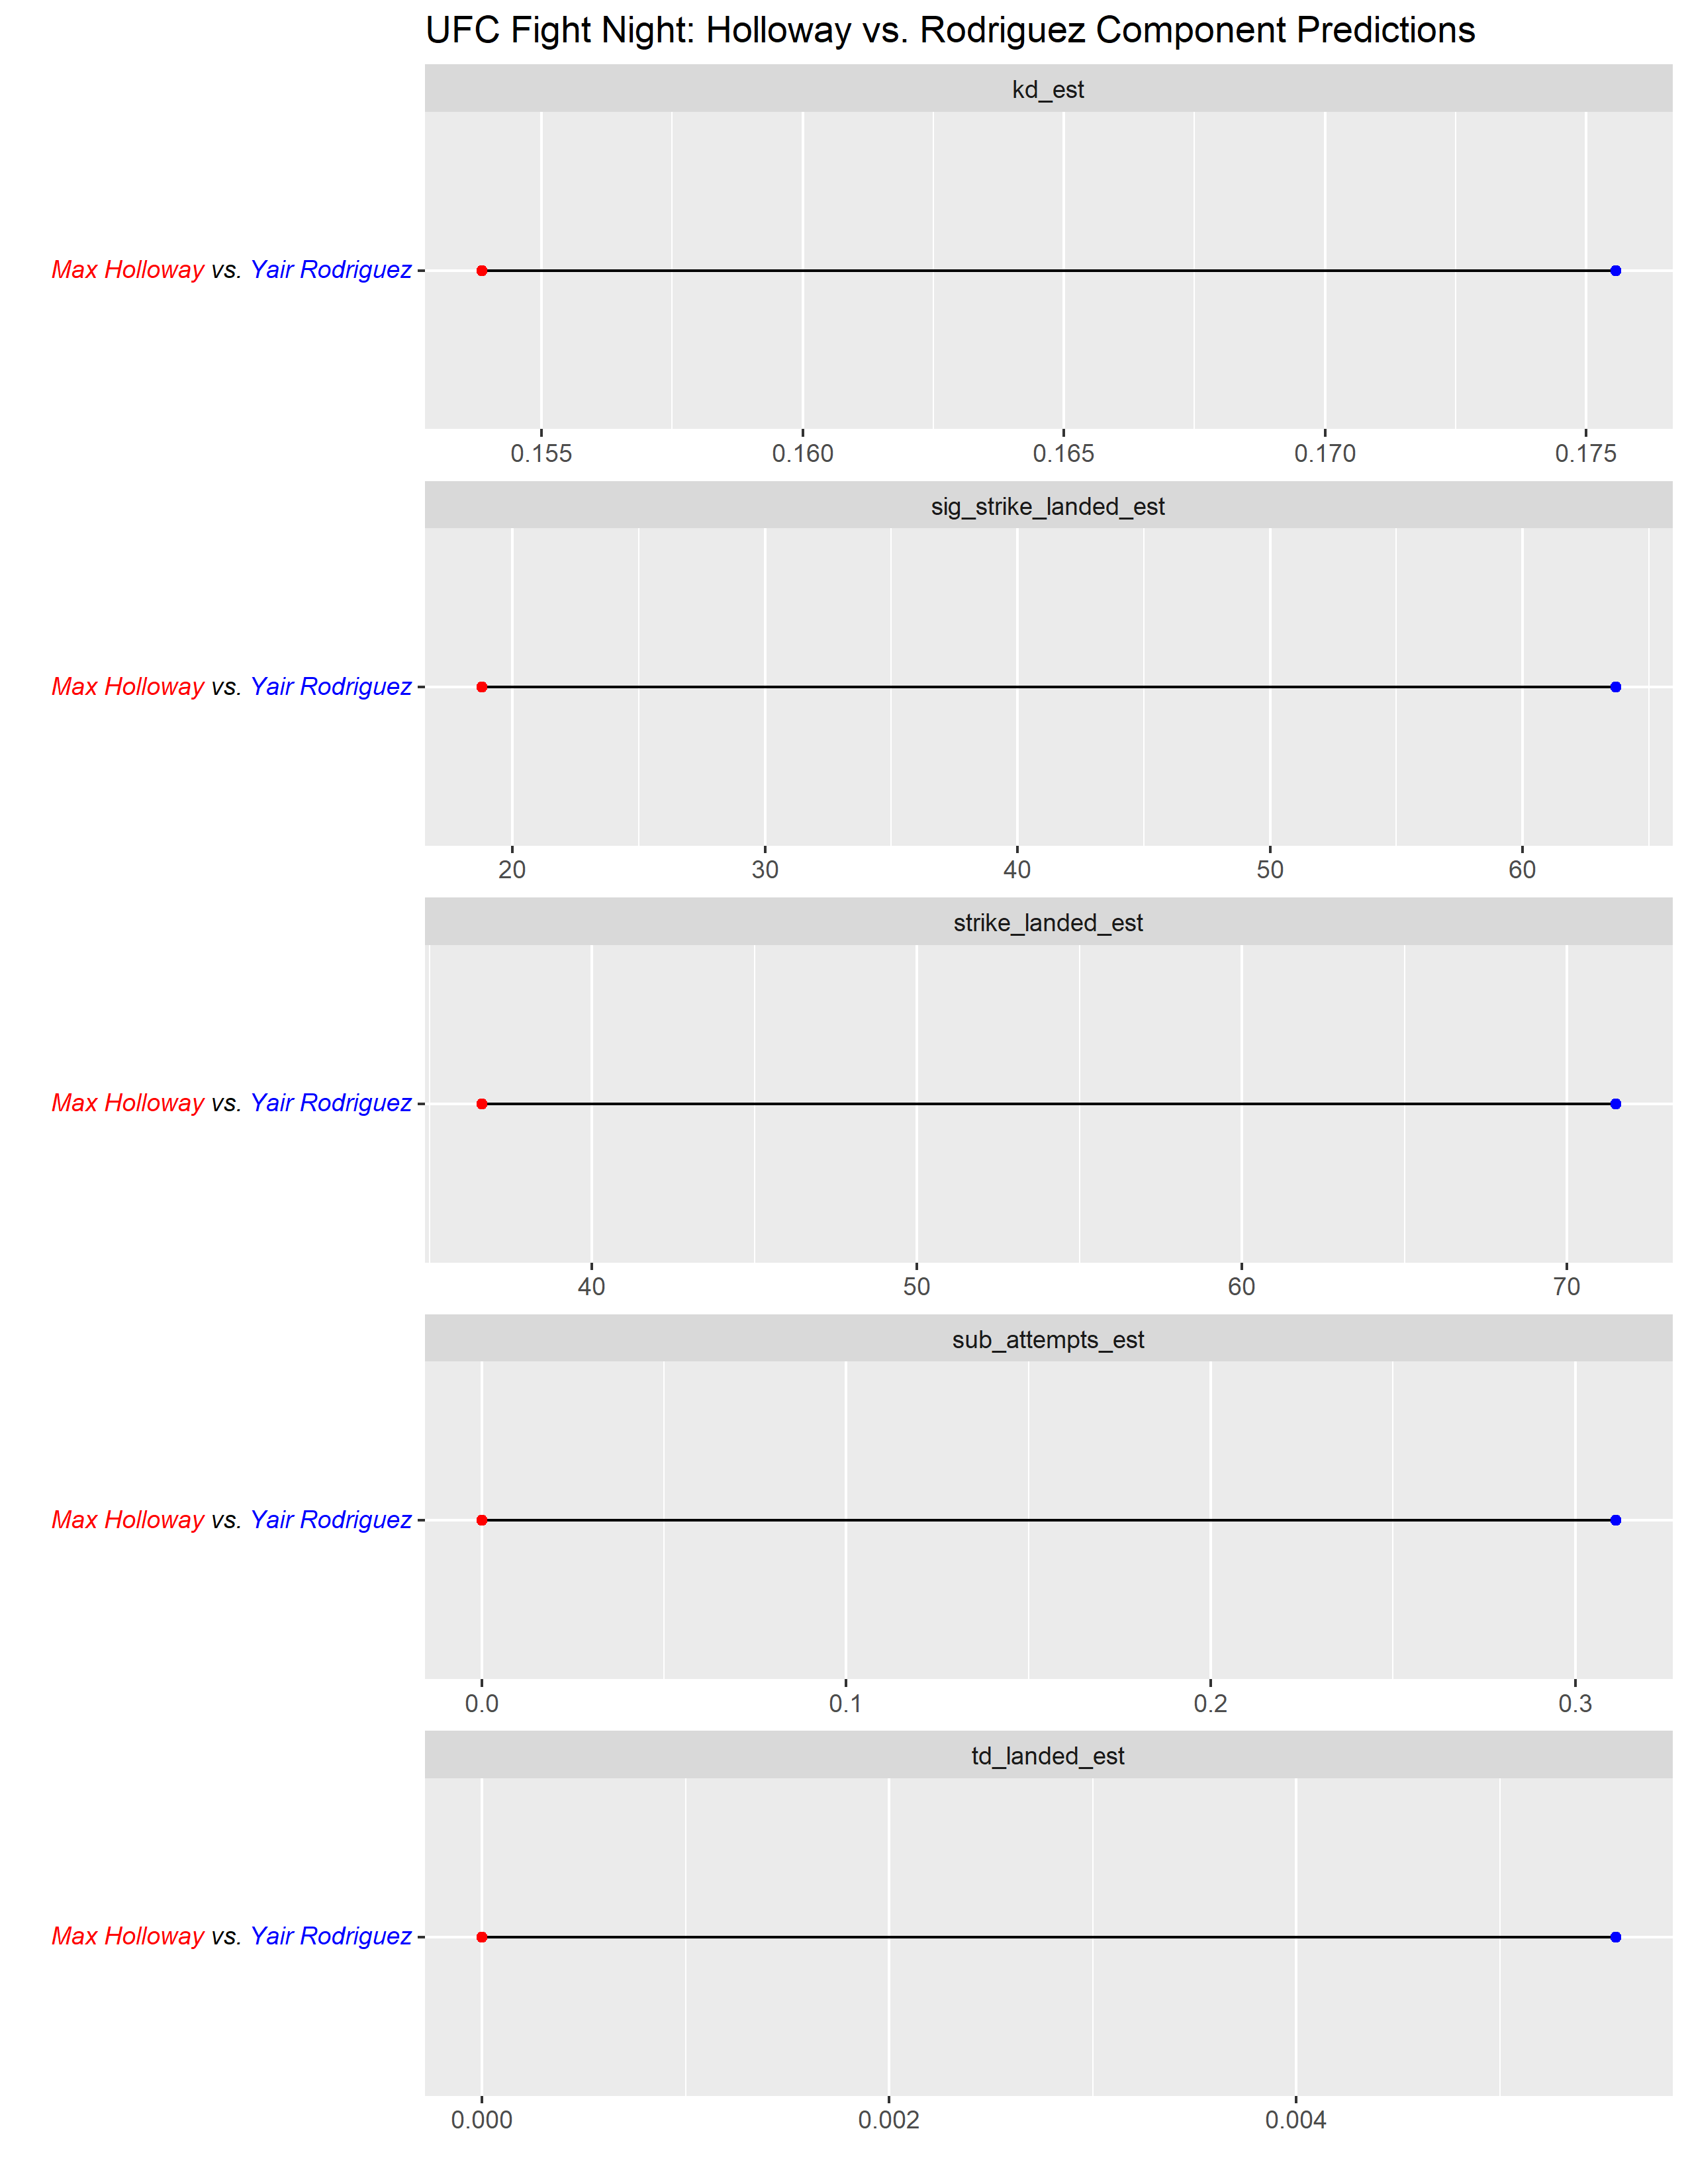 UFC Fight Night: Holloway vs. Rodriguez Component Predictions
kd_est
Max Holloway vs. Yair Rodriguez
0.155 0.160 0.165 0.170 0.175
sig_strike_landed_est
Max Holloway vs. Yair Rodriguez
20 30 40 50 60
strike_landed_est
Max Holloway vs. Yair Rodriguez
40 50 60 70
sub_attempts_est
Max Holloway vs. Yair Rodriguez
0.0 0.1 0.2 0.3
td_landed_est
Max Holloway vs. Yair Rodriguez
0.000 0.002 0.004